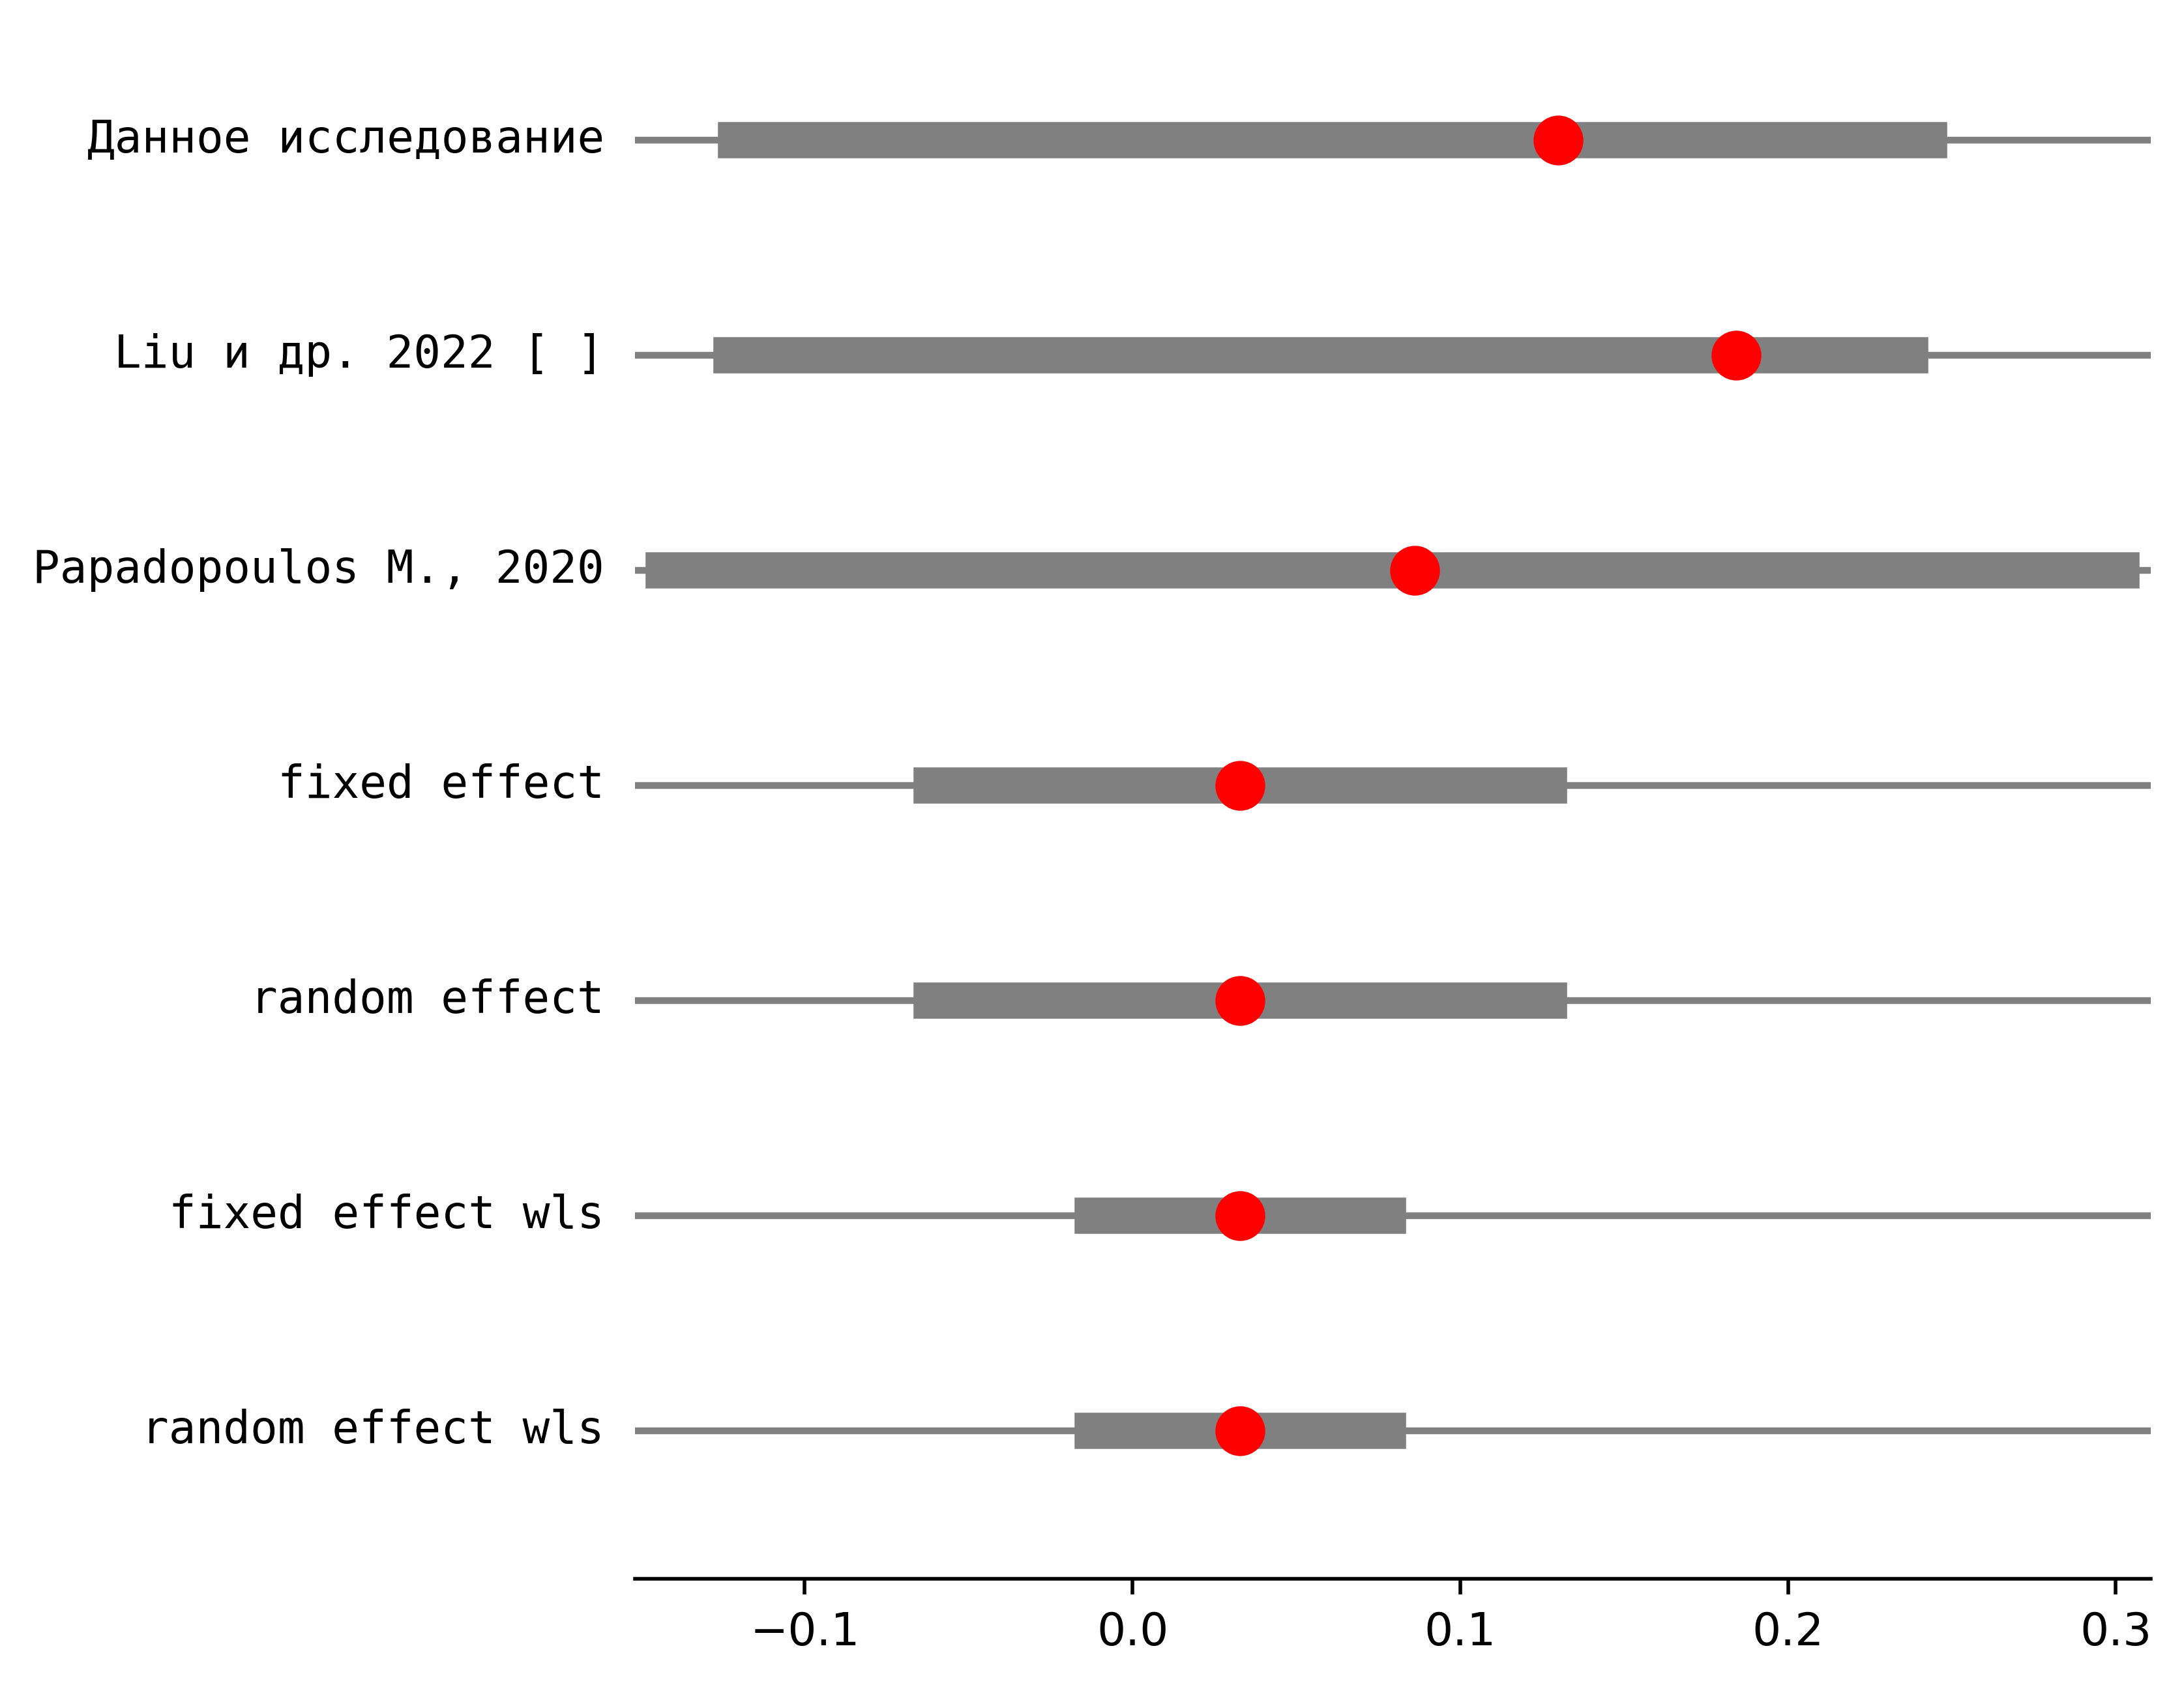 Данное исследование
Liu и др. 2022 [ ]
Papadopoulos M., 2020
fixed effect
random effect
fixed effect wls
random effect wls
−0.1 0.0 0.1 0.2 0.3